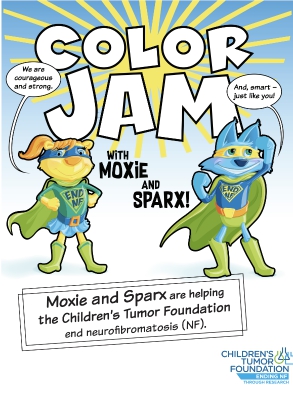 COLOR
JAM
We are
courageous
and strong.
And, smart –
just like you!
WITH
MOXIE
AND
SPARX!
END
NF
END
NF
Moxie and Sparx are helping
the Children's Tumor Foundation
end neurofibromatosis (NF).
CHILDREN'S
TUMOR
FOUNDATION
ENDING NF
THROUGH RESEARCH